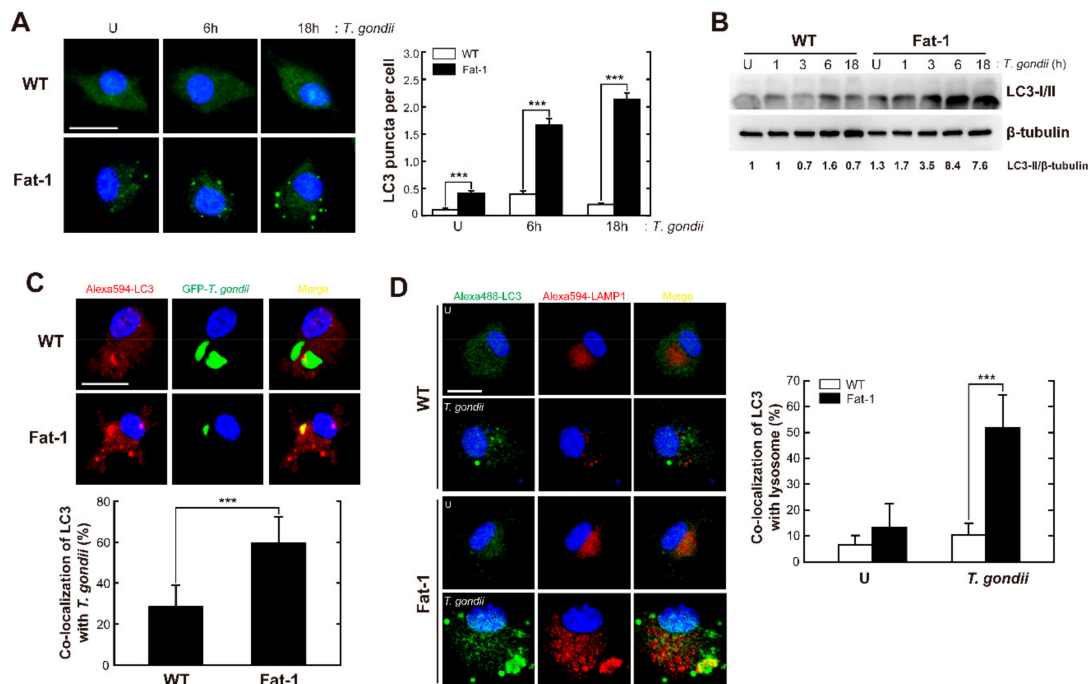 A
U 6h 18h : T. gondii
WT
Fat-1
LC3 puncta per cell
3.0
2.5
2.0
1.5
1.0
0.5
0
WT
Fat-1
***
***
***
U 6h 18h : T. gondii
B
WT Fat-1
U 1 3 6 18 U 1 3 6 18 : T. gondii (h)
LC3-I/II
β-tubulin
1 1 0.7 1.6 0.7 1.3 1.7 3.5 8.4 7.6 LC3-II/β-tubulin
C
Alexa594-LC3 GFP-T. gondii Merge
WT
Fat-1
Co-localization of LC3
with T. gondii (%)
80
60
40
20
0
***
WT Fat-1
D
Alexa488-LC3 Alexa594-LAMP1 Merge
WT
U
T. gondii
Fat-1
U
T. gondii
Co-localization of LC3
with lysosome (%)
70
60
50
40
30
20
10
0
WT
Fat-1
***
U T. gondii